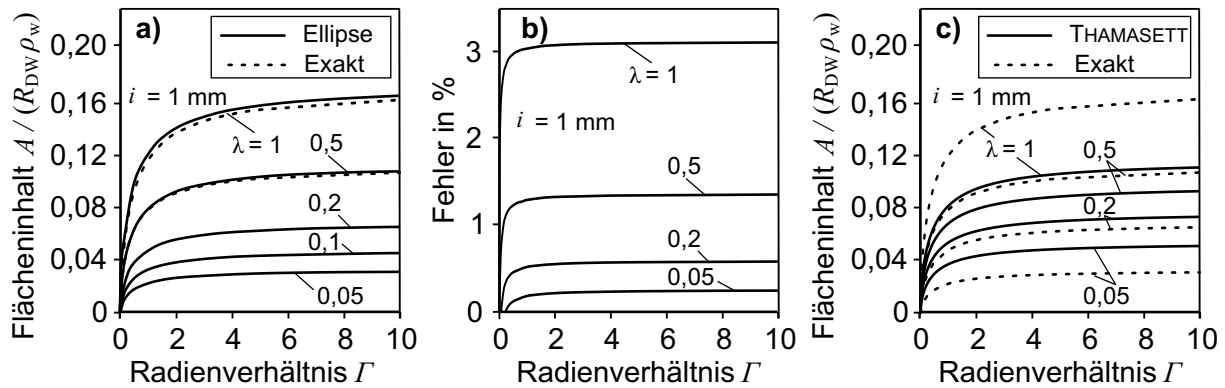 a)
Ellipse
Exakt
i = 1 mm
λ = 1
0,5
0,2
0,1
0,05
0,20
0,16
0,12
0,08
0,04
0
Flächeninhalt A / (R_DW ρ_w)
0 2 4 6 8 10
Radienverhältnis Γ
b)
λ = 1
i = 1 mm
0,5
0,2
0,05
3
2
1
0
Fehler in %
0 2 4 6 8 10
Radienverhältnis Γ
c)
THAMASETT
Exakt
i = 1 mm
λ = 1
0,5
0,2
0,05
0,20
0,16
0,12
0,08
0,04
0
Flächeninhalt A / (R_DW ρ_w)
0 2 4 6 8 10
Radienverhältnis Γ